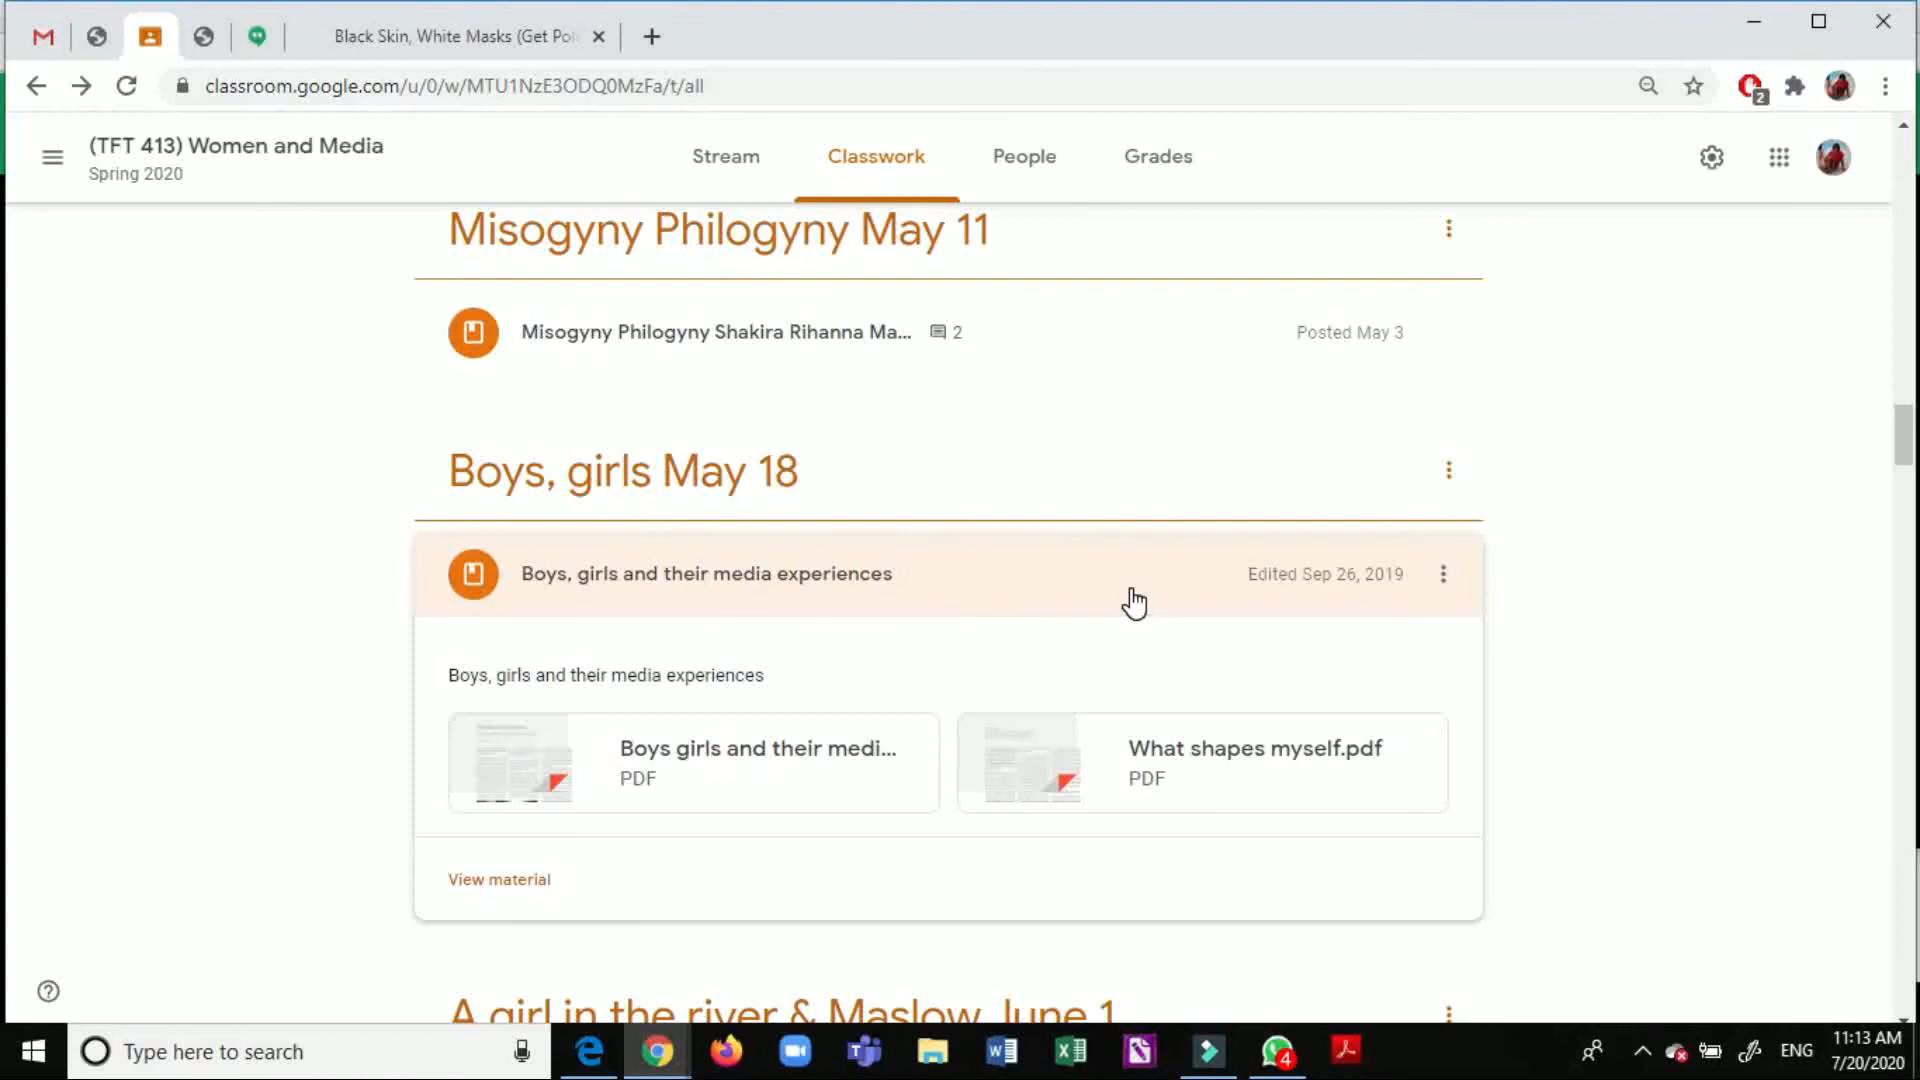 Black Skin, White Masks (Get Pol
classroom.google.com/u/0/w/MTU1NzE3ODQ0MzFa/t/all
2
(TFT 413) Women and Media
Spring 2020
Stream
Classwork
People
Grades
Misogyny Philogyny May 11
Misogyny Philogyny Shakira Rihanna Ma...
2
Posted May 3
Boys, girls May 18
Boys, girls and their media experiences
Edited Sep 26, 2019
Boys, girls and their media experiences
Boys girls and their medi...
PDF
What shapes myself.pdf
PDF
View material
A girl in the river & Maslow June 1
Type here to search
4
ENG
11:13 AM
7/20/2020